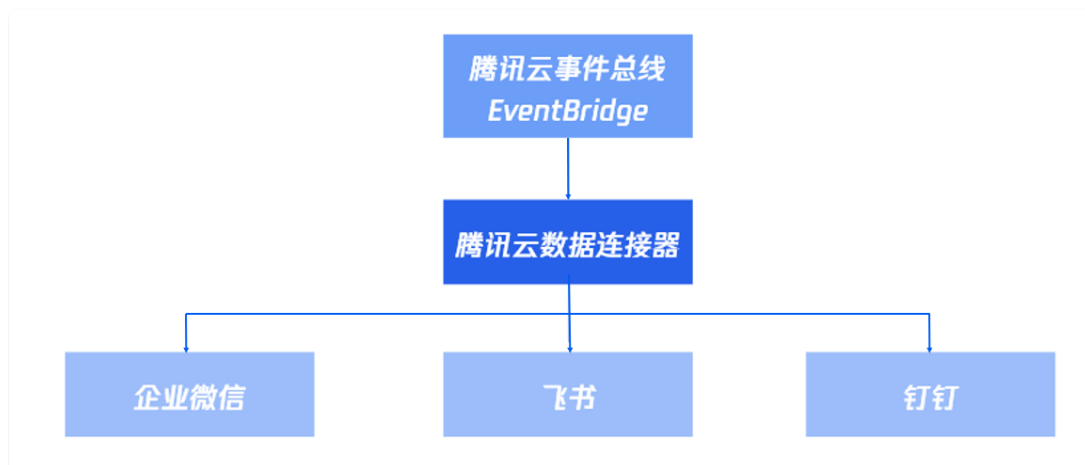 腾讯云事件总线
EventBridge
腾讯云数据连接器
企业微信
飞书
钉钉